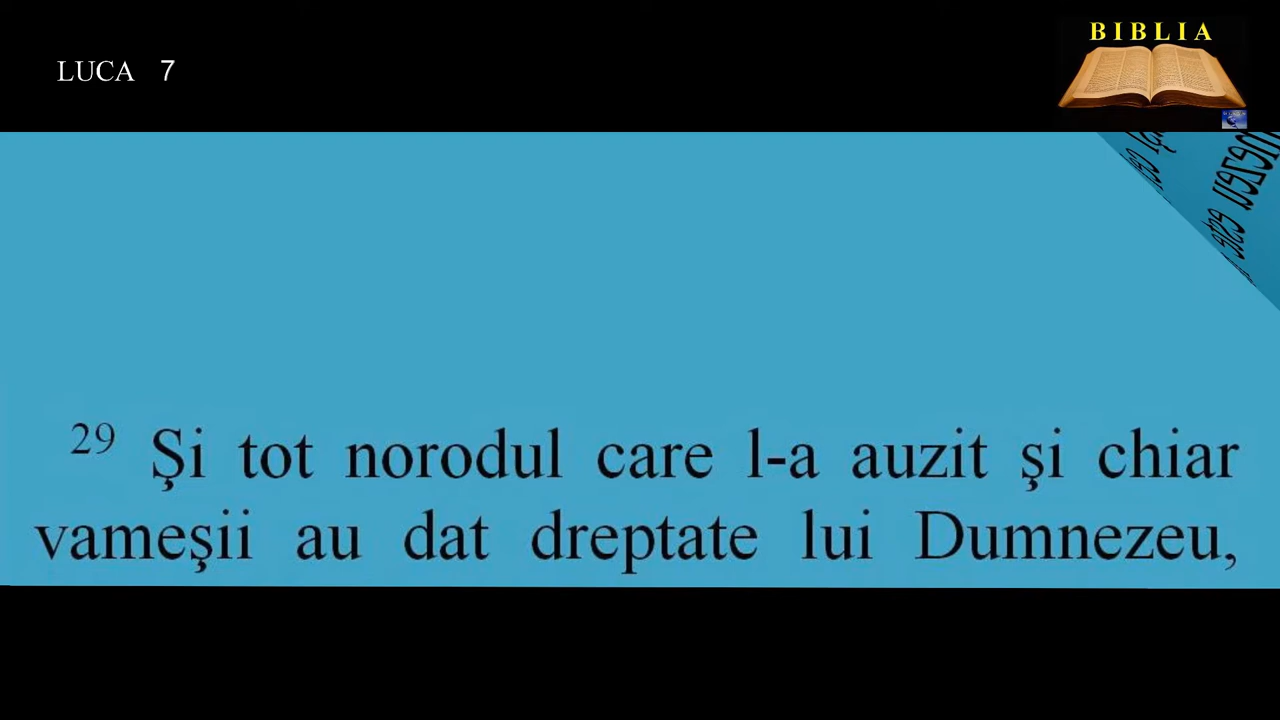 BIBLIA
LUCA 7
29 Şi tot norodul care l-a auzit şi chiar
vameşii au dat dreptate lui Dumnezeu,